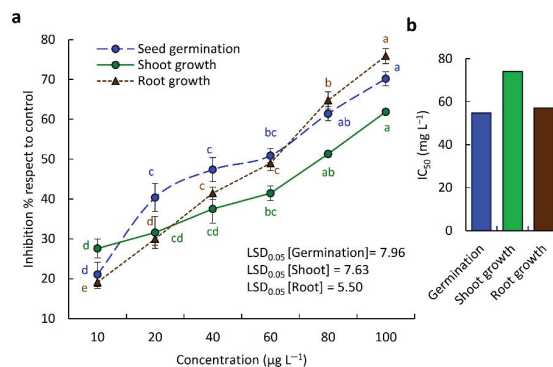 a
Seed germination
Shoot growth
Root growth
Inhibition % respect to control
80
70
60
50
40
30
20
10
d
d
e
c
d
cd
c
c
cd
bc
c
bc
b
ab
ab
a
a
a
LSD0.05 [Germination]= 7.96
LSD0.05 [Shoot] = 7.63
LSD0.05 [Root] = 5.50
10 20 40 60 80 100
Concentration (µg L−1)
b
IC50 (mg L−1)
80
60
40
20
0
Germination
Shoot growth
Root growth